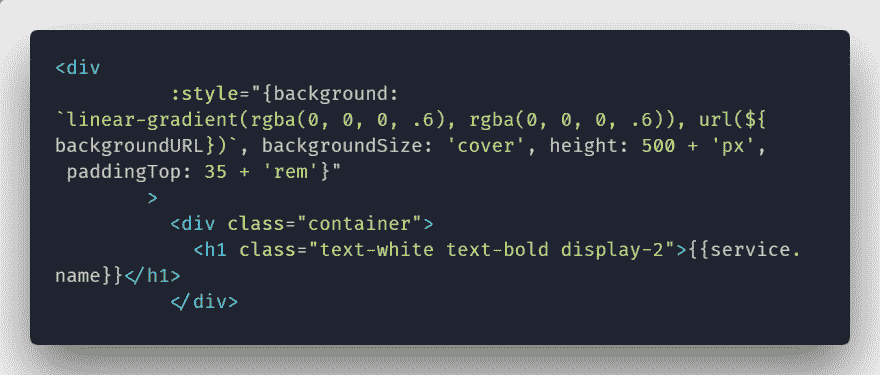 <div
:style="{background:
`linear-gradient(rgba(0, 0, 0, .6), rgba(0, 0, 0, .6)), url(${
backgroundURL})`, backgroundSize: 'cover', height: 500 + 'px',
paddingTop: 35 + 'rem'}"
>
<div class="container">
<h1 class="text-white text-bold display-2">{{service.
name}}</h1>
</div>